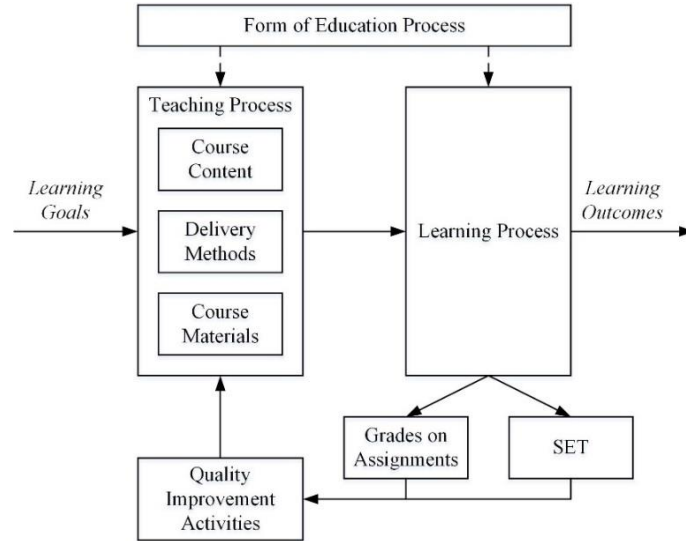 Form of Education Process
Teaching Process
Course
Content
Learning
Goals
Delivery
Methods
Course
Materials
Learning Process
Learning
Outcomes
Grades on
Assignments
SET
Quality
Improvement
Activities